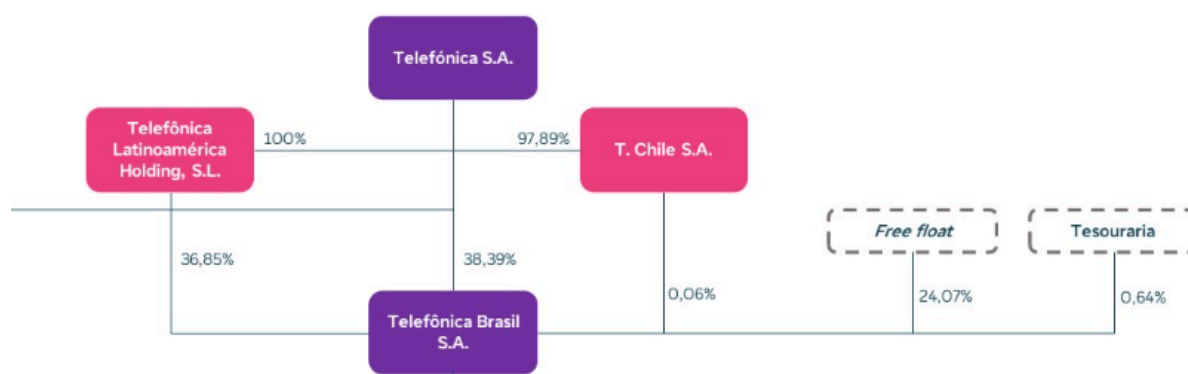 Telefónica S.A.
Telefônica
Latinoamérica
Holding, S.L.
100%
97,89%
T. Chile S.A.
Free float
Tesouraria
36,85%
38,39%
0,06%
24,07%
0,64%
Telefônica Brasil
S.A.